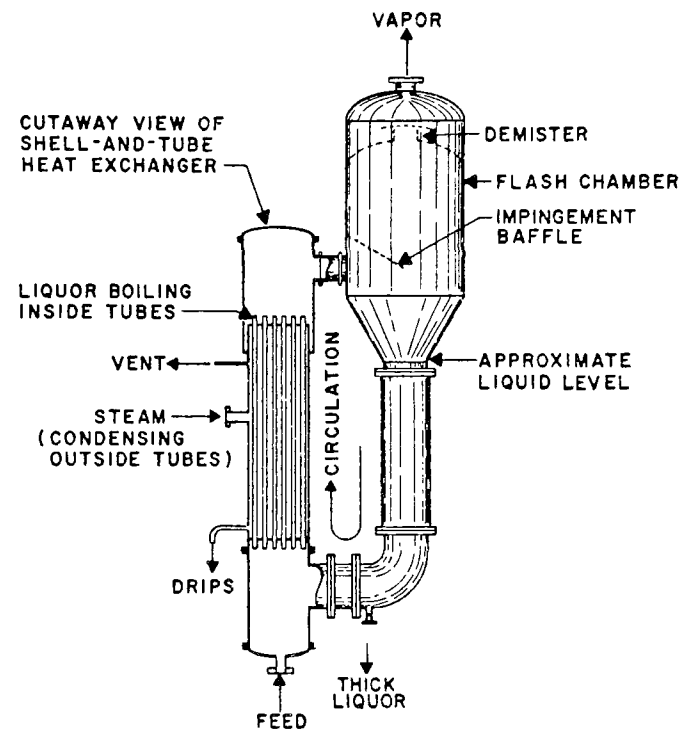 VAPOR
CUTAWAY VIEW OF
SHELL-AND-TUBE
HEAT EXCHANGER
DEMISTER
FLASH CHAMBER
IMPINGEMENT
BAFFLE
LIQUOR BOILING
INSIDE TUBES
VENT
APPROXIMATE
LIQUID LEVEL
CIRCULATION
STEAM
(CONDENSING
OUTSIDE TUBES)
DRIPS
THICK
LIQUOR
FEED